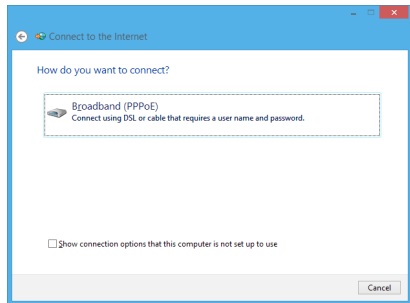 Connect to the Internet
How do you want to connect?
Broadband (PPPoE)
Connect using DSL or cable that requires a user name and password.
Show connection options that this computer is not set up to use
Cancel